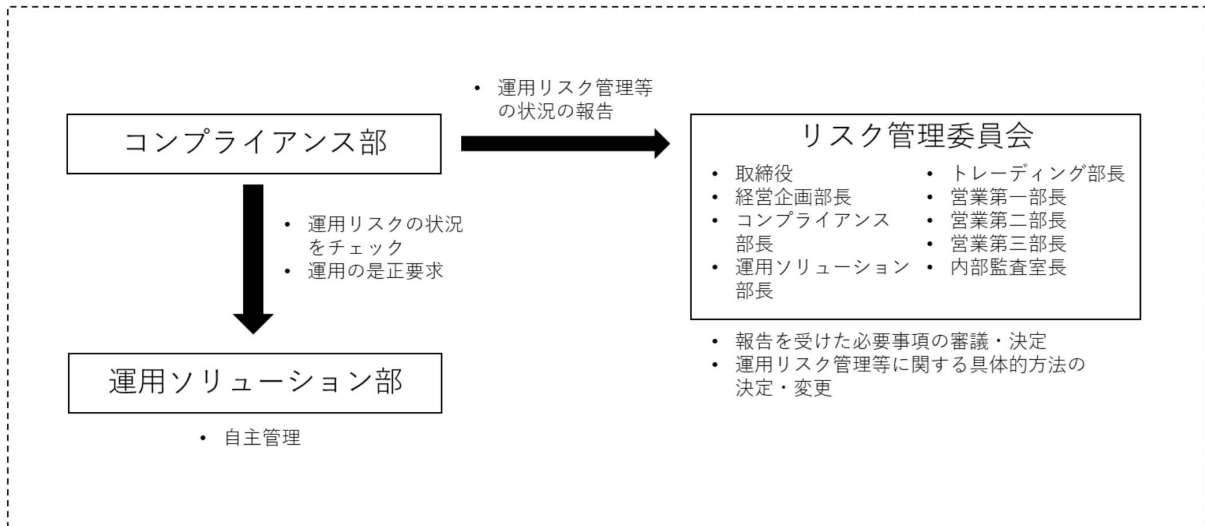 • 運用リスク管理等
の状況の報告
コンプライアンス部
リスク管理委員会
• 取締役
• 経営企画部長
• コンプライアンス
部長
• 運用ソリューション
部長
• トレーディング部長
• 営業第一部長
• 営業第二部長
• 営業第三部長
• 内部監査室長
• 運用リスクの状況
をチェック
• 運用の是正要求
• 報告を受けた必要事項の審議・決定
• 運用リスク管理等に関する具体的方法の
決定・変更
運用ソリューション部
• 自主管理